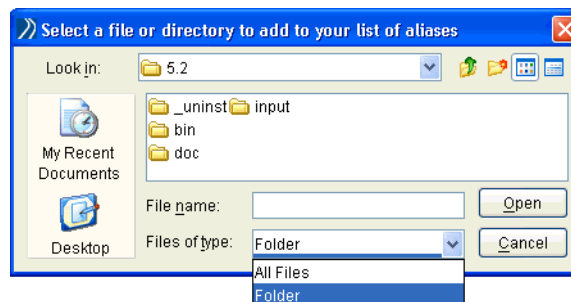 Select a file or directory to add to your list of aliases
Look in: 5.2
_uninst input
bin
doc
My Recent
Documents
Desktop
File name: Open
Files of type: Folder Cancel
All Files
Folder